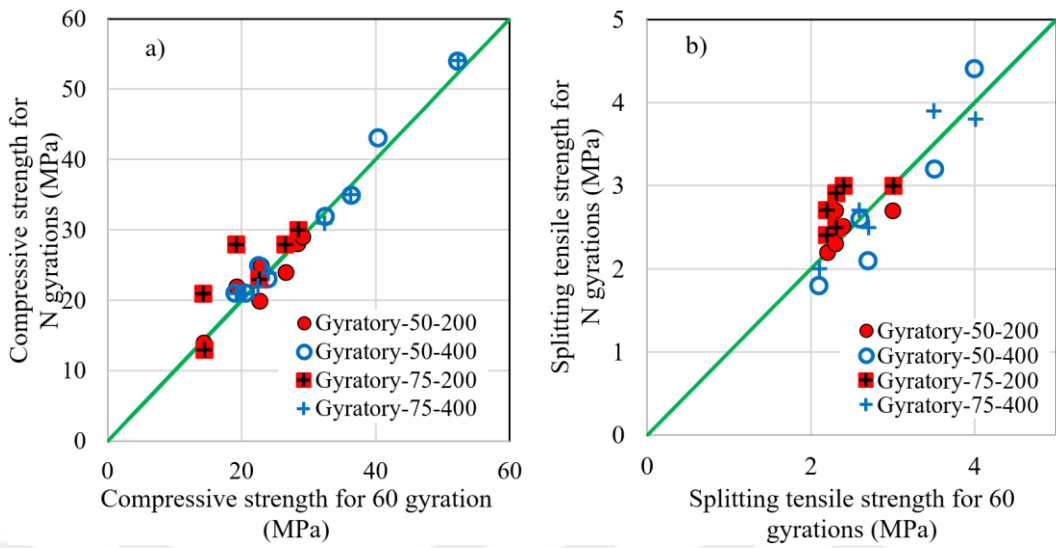 a)
Compressive strength for
N gyrations (MPa)
60
50
40
30
20
10
0
0 20 40 60
Compressive strength for 60 gyration
(MPa)
Gyratory-50-200
Gyratory-50-400
Gyratory-75-200
Gyratory-75-400
b)
Splitting tensile strength for
N gyrations (MPa)
5
4
3
2
1
0
0 2 4
Splitting tensile strength for 60
gyrations (MPa)
Gyratory-50-200
Gyratory-50-400
Gyratory-75-200
Gyratory-75-400